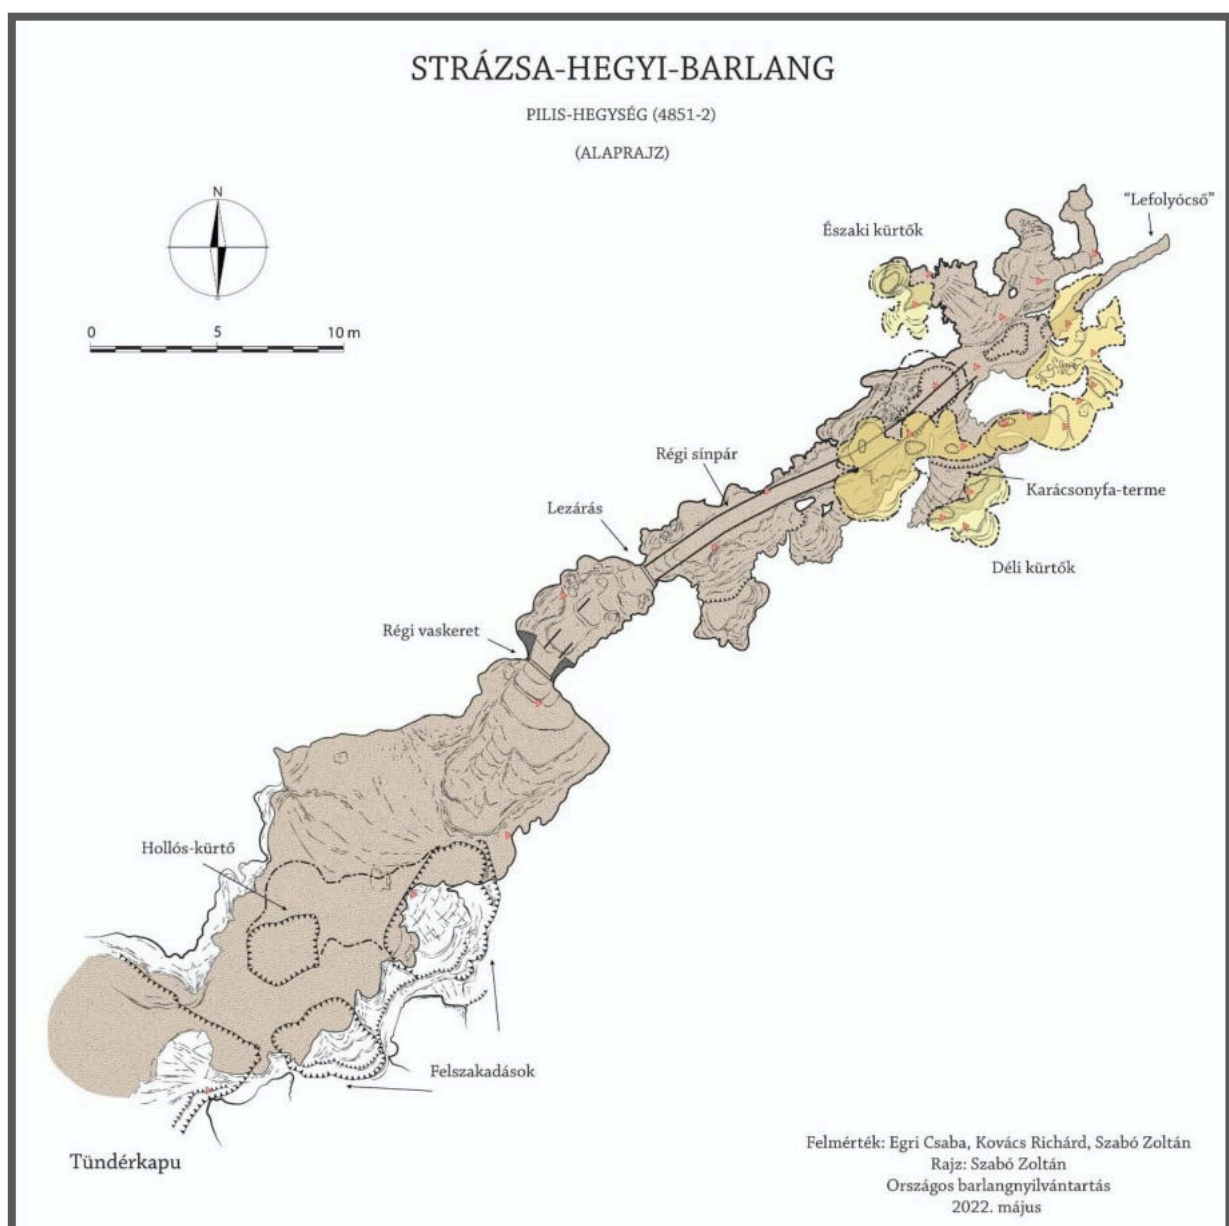 STRÁZSA-HEGYI-BARLANG
PILIS-HEGYSÉG (4851-2)
(ALAPRAJZ)
N
0 5 10 m
"Lefolyócső"
Északi kürtők
Régi sínpár
Karácsonyfa-terme
Lezárás
Déli kürtők
Régi vaskeret
Hollós-kürtő
Felszakadások
Tündérkapu
Felmérték: Egri Csaba, Kovács Richárd, Szabó Zoltán
Rajz: Szabó Zoltán
Országos barlangnyilvántartás
2022. május